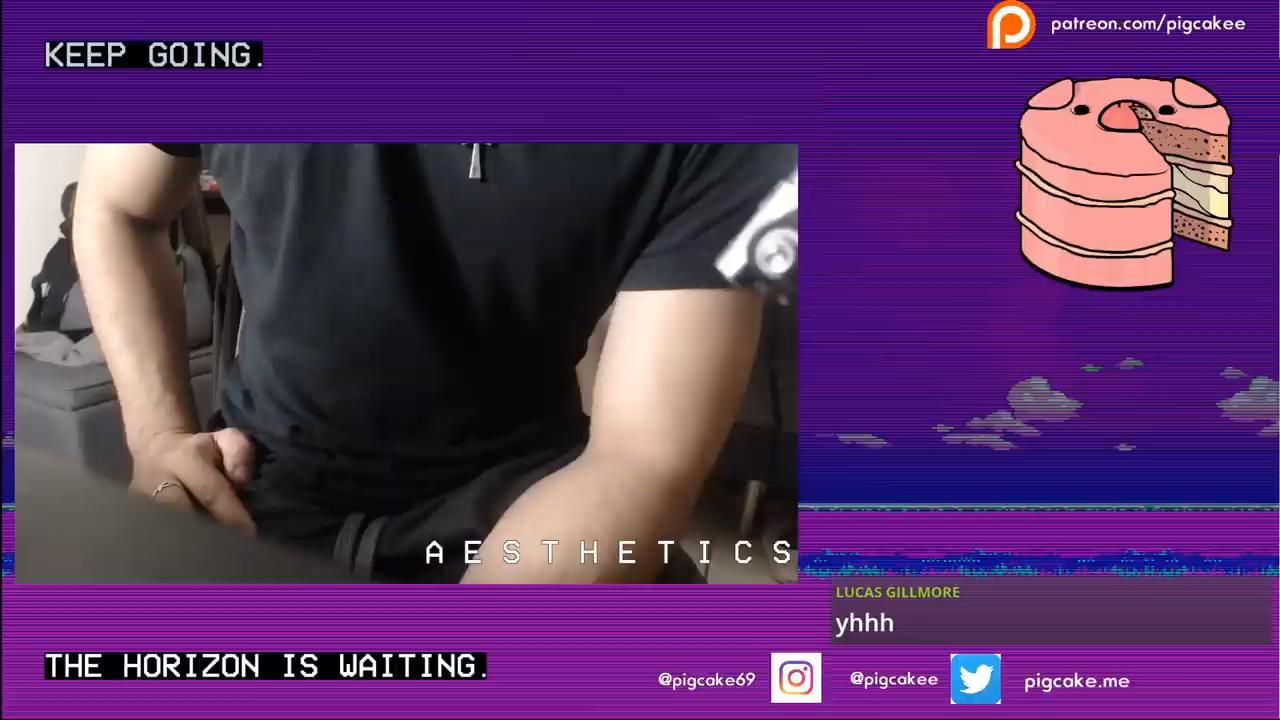 KEEP GOING.
patreon.com/pigcakee
A E S T H E T I C S
LUCAS GILLMORE
yhhh
THE HORIZON IS WAITING.
@pigcake69
@pigcakee
pigcake.me